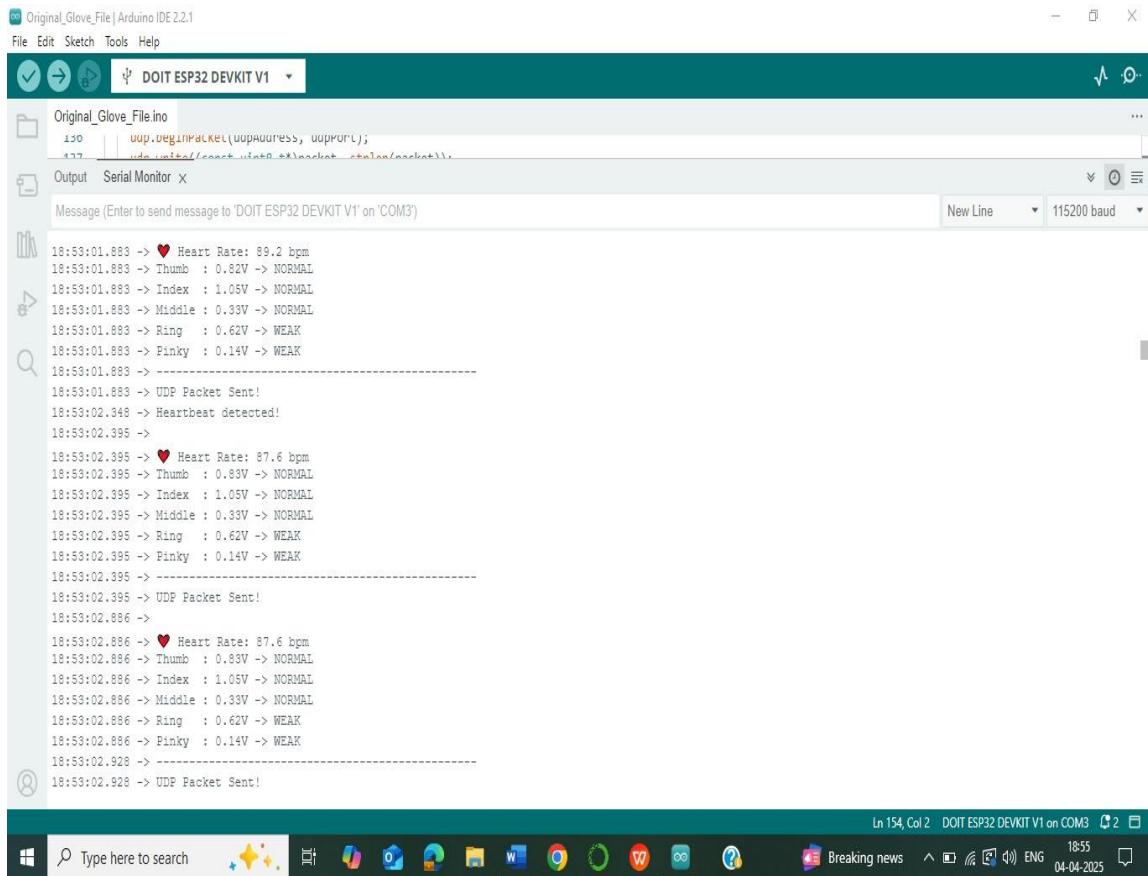 Original_Glove_File | Arduino IDE 2.2.1
File Edit Sketch Tools Help
DOIT ESP32 DEVKIT V1
Original_Glove_File.ino
136 udp.beginPacket(udpAddress, udpPort);
137 udp.write((const uint8_t*)packet, strlen(packet));
Output Serial Monitor x
Message (Enter to send message to 'DOIT ESP32 DEVKIT V1' on 'COM3')
New Line 115200 baud
18:53:01.883 -> ❤ Heart Rate: 89.2 bpm
18:53:01.883 -> Thumb : 0.82V -> NORMAL
18:53:01.883 -> Index : 1.05V -> NORMAL
18:53:01.883 -> Middle : 0.33V -> NORMAL
18:53:01.883 -> Ring : 0.62V -> WEAK
18:53:01.883 -> Pinky : 0.14V -> WEAK
18:53:01.883 -> -------------------------------------------------
18:53:01.883 -> UDP Packet Sent!
18:53:02.348 -> Heartbeat detected!
18:53:02.395 ->
18:53:02.395 -> ❤ Heart Rate: 87.6 bpm
18:53:02.395 -> Thumb : 0.83V -> NORMAL
18:53:02.395 -> Index : 1.05V -> NORMAL
18:53:02.395 -> Middle : 0.33V -> NORMAL
18:53:02.395 -> Ring : 0.62V -> WEAK
18:53:02.395 -> Pinky : 0.14V -> WEAK
18:53:02.395 -> -------------------------------------------------
18:53:02.395 -> UDP Packet Sent!
18:53:02.886 ->
18:53:02.886 -> ❤ Heart Rate: 87.6 bpm
18:53:02.886 -> Thumb : 0.83V -> NORMAL
18:53:02.886 -> Index : 1.05V -> NORMAL
18:53:02.886 -> Middle : 0.33V -> NORMAL
18:53:02.886 -> Ring : 0.62V -> WEAK
18:53:02.886 -> Pinky : 0.14V -> WEAK
18:53:02.928 -> -------------------------------------------------
18:53:02.928 -> UDP Packet Sent!
Ln 154, Col 2 DOIT ESP32 DEVKIT V1 on COM3 2
Type here to search
Breaking news
ENG
18:55
04-04-2025